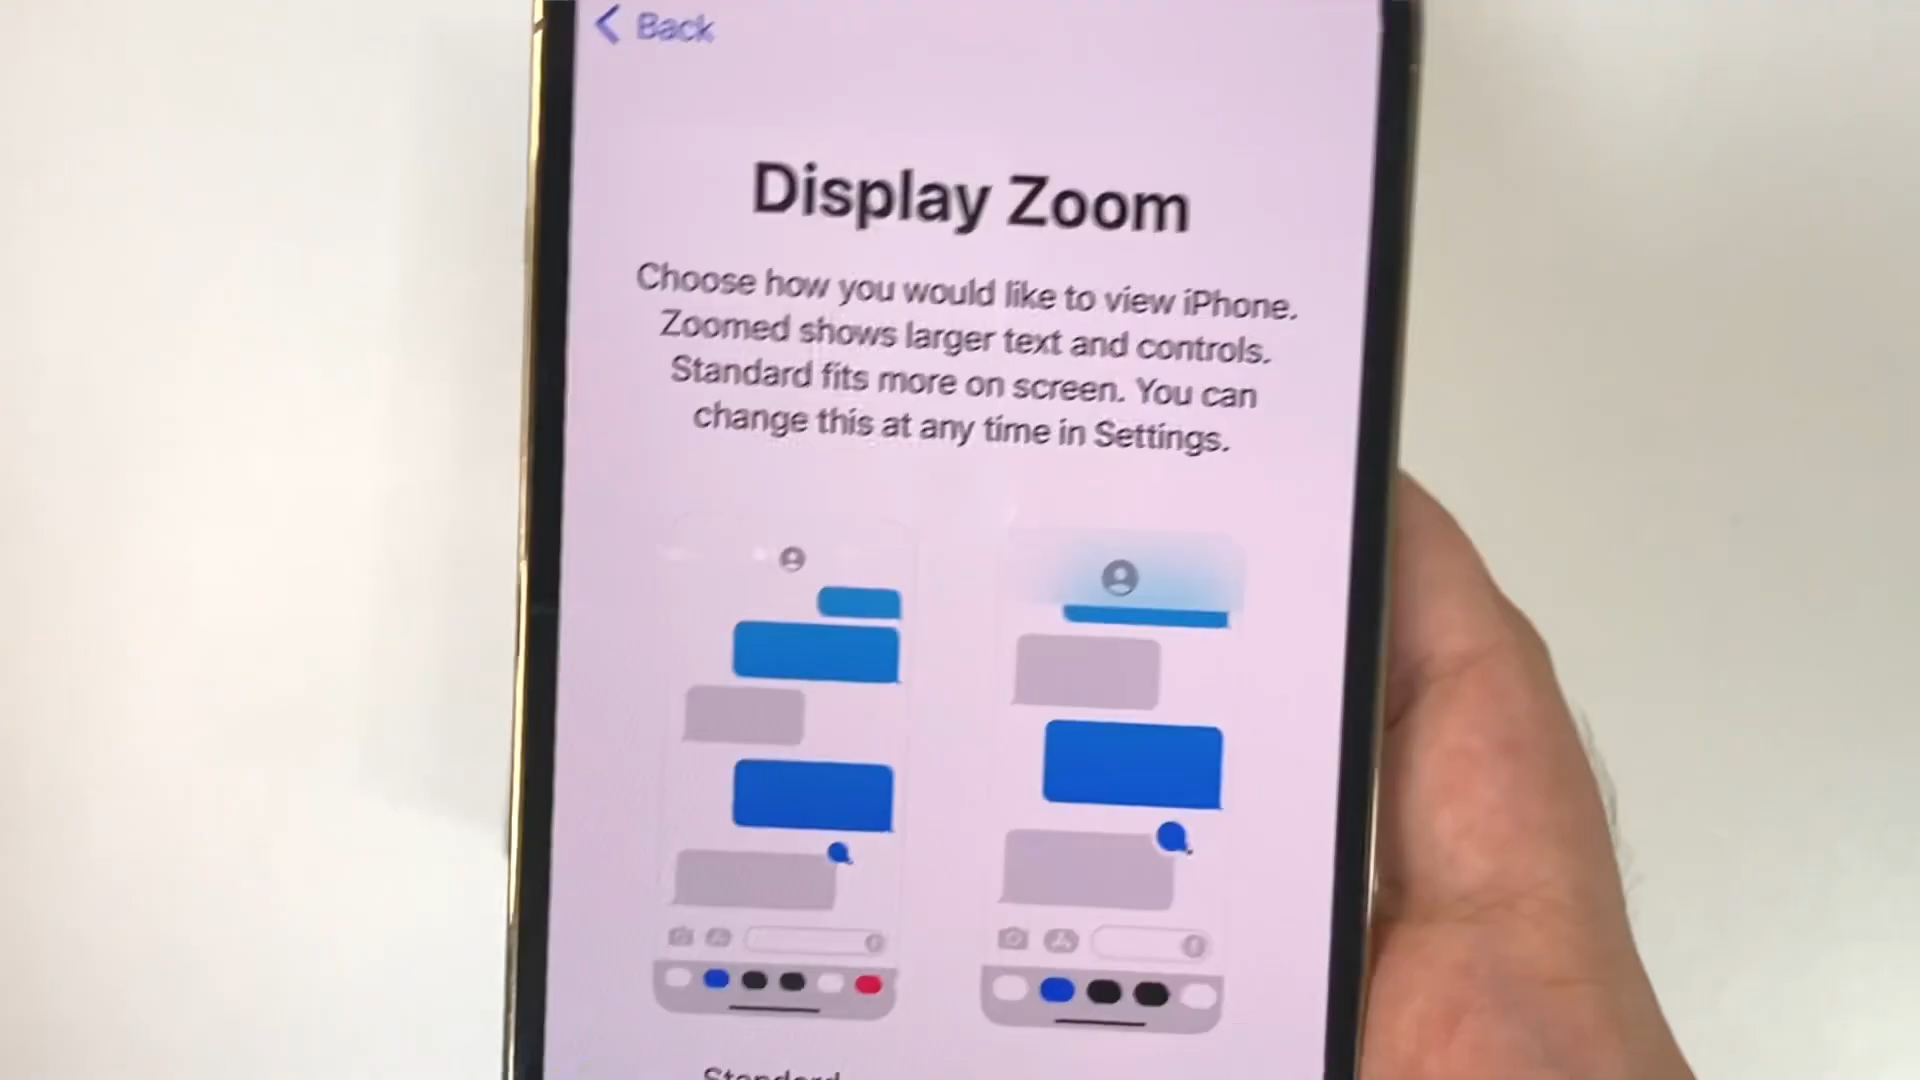 Back
Display Zoom
Choose how you would like to view iPhone.
Zoomed shows larger text and controls.
Standard fits more on screen. You can
change this at any time in Settings.
Standard